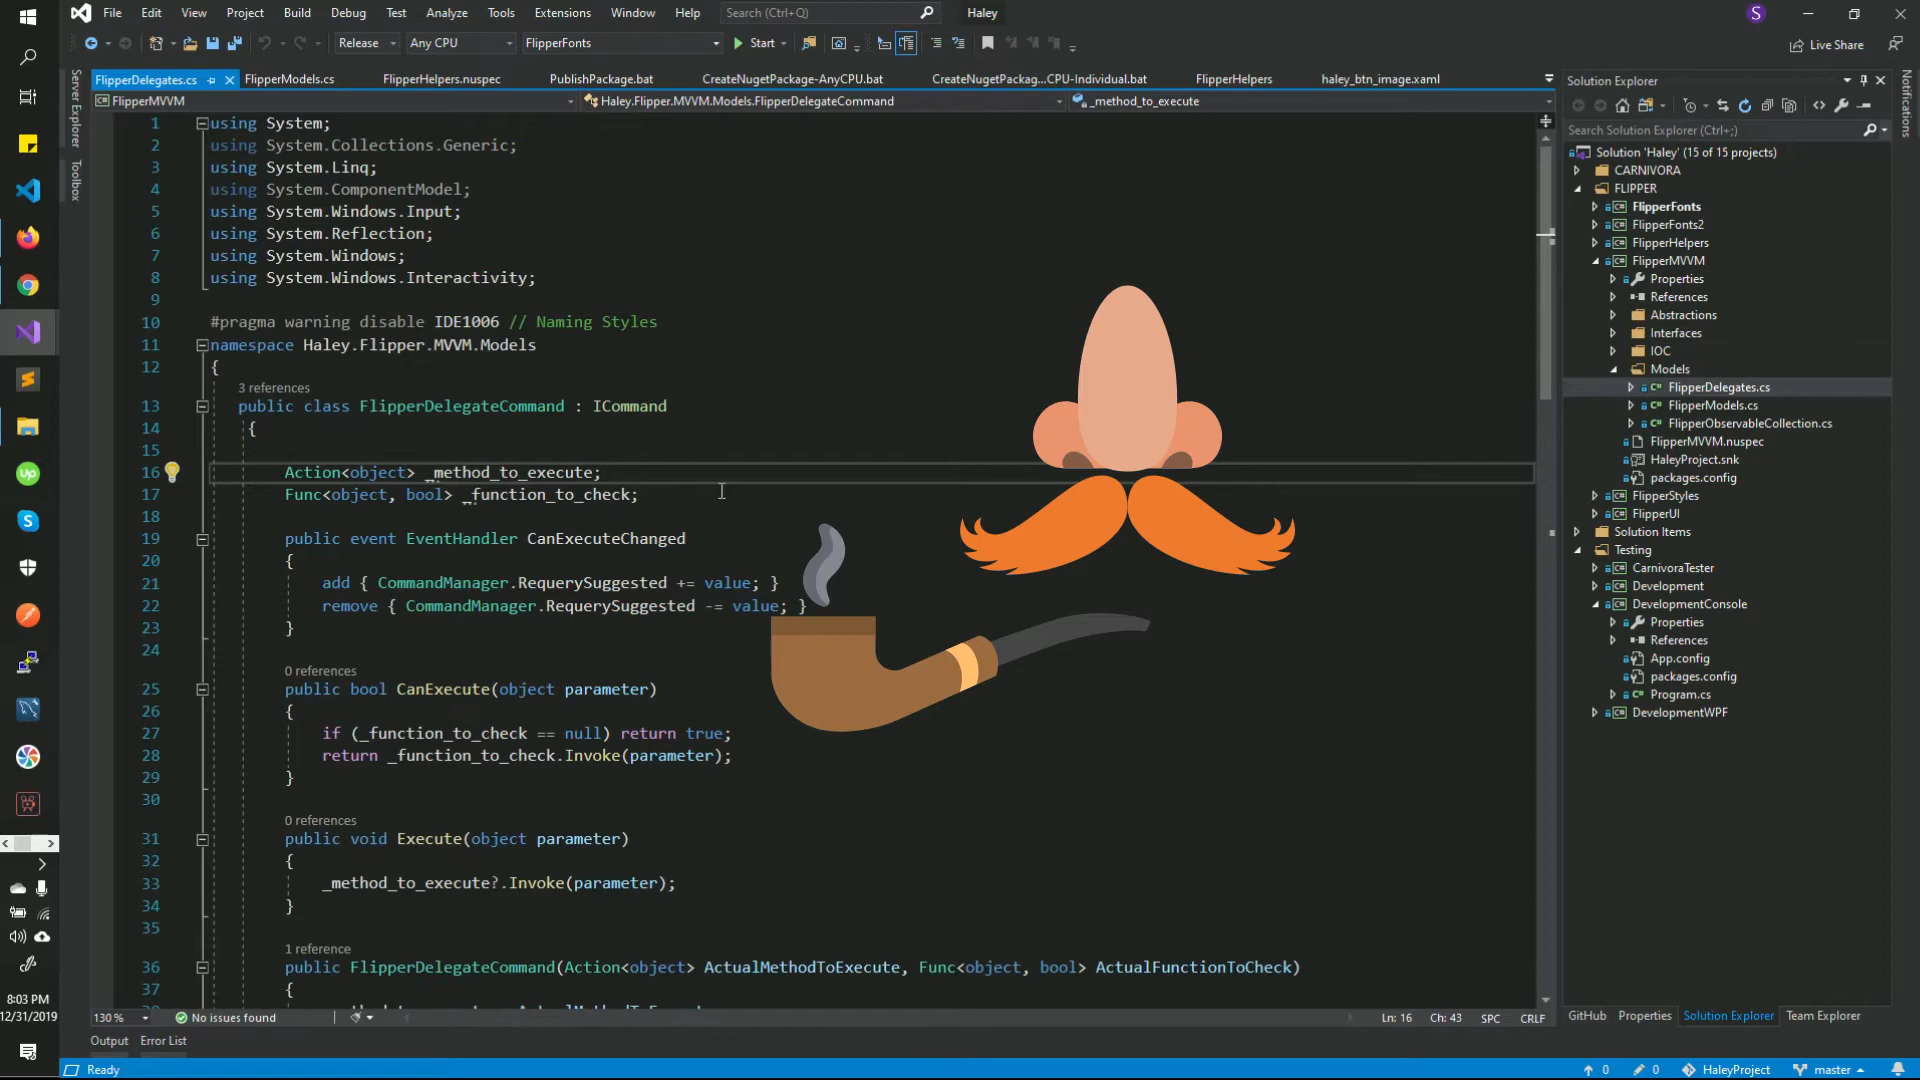 File Edit View Project Build Debug Test Analyze Tools Extensions Window Help Search (Ctrl+Q) Haley S
Release Any CPU FlipperFonts Start Live Share
Server Explorer
Toolbox
FlipperDelegates.cs FlipperModels.cs FlipperHelpers.nuspec PublishPackage.bat CreateNugetPackage-AnyCPU.bat CreateNugetPackag...CPU-Individual.bat FlipperHelpers haley_btn_image.xaml
FlipperMVVM Haley.Flipper.MVVM.Models.FlipperDelegateCommand _method_to_execute
1 using System;
2 using System.Collections.Generic;
3 using System.Linq;
4 using System.ComponentModel;
5 using System.Windows.Input;
6 using System.Reflection;
7 using System.Windows;
8 using System.Windows.Interactivity;
9
10 #pragma warning disable IDE1006 // Naming Styles
11 namespace Haley.Flipper.MVVM.Models
12 {
3 references
13 public class FlipperDelegateCommand : ICommand
14 {
15
16 Action<object> _method_to_execute;
17 Func<object, bool> _function_to_check;
18
19 public event EventHandler CanExecuteChanged
20 {
21 add { CommandManager.RequerySuggested += value; }
22 remove { CommandManager.RequerySuggested -= value; }
23 }
24
0 references
25 public bool CanExecute(object parameter)
26 {
27 if (_function_to_check == null) return true;
28 return _function_to_check.Invoke(parameter);
29 }
30
0 references
31 public void Execute(object parameter)
32 {
33 _method_to_execute?.Invoke(parameter);
34 }
35
1 reference
36 public FlipperDelegateCommand(Action<object> ActualMethodToExecute, Func<object, bool> ActualFunctionToCheck)
37 {
130 % No issues found Ln: 16 Ch: 43 SPC CRLF
Output Error List
Ready 0 0 HaleyProject master
Solution Explorer
Search Solution Explorer (Ctrl+;)
Solution 'Haley' (15 of 15 projects)
CARNIVORA
FLIPPER
FlipperFonts
FlipperFonts2
FlipperHelpers
FlipperMVVM
Properties
References
Abstractions
Interfaces
IOC
Models
FlipperDelegates.cs
FlipperModels.cs
FlipperObservableCollection.cs
FlipperMVVM.nuspec
HaleyProject.snk
packages.config
FlipperStyles
FlipperUI
Solution Items
Testing
CarnivoraTester
Development
DevelopmentConsole
Properties
References
App.config
packages.config
Program.cs
DevelopmentWPF
GitHub Properties Solution Explorer Team Explorer
Notifications
8:03 PM
12/31/2019